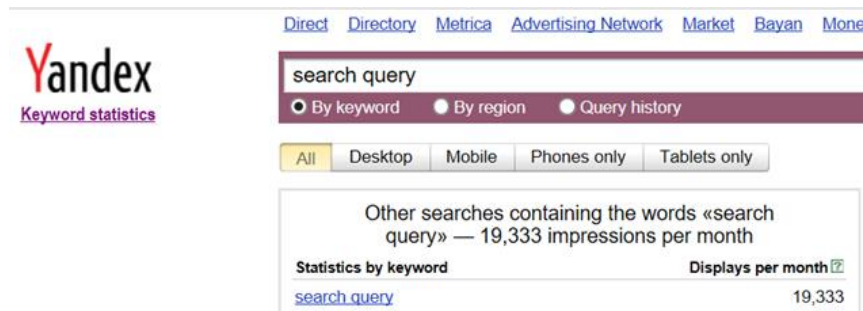 Direct Directory Metrica Advertising Network Market Bayan Mone
Yandex
Keyword statistics
search query
By keyword By region Query history
All Desktop Mobile Phones only Tablets only
Other searches containing the words «search
query» — 19,333 impressions per month
Statistics by keyword Displays per month ?
search query 19,333